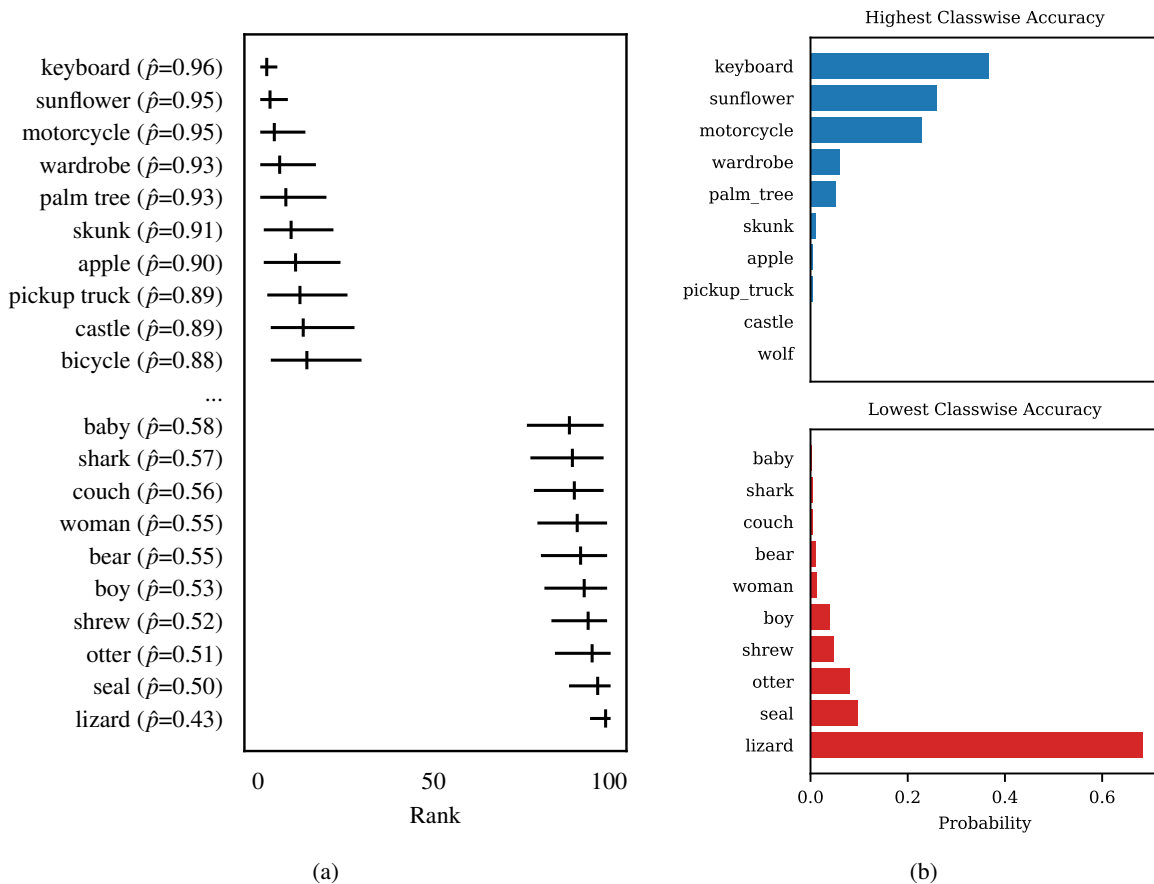 keyboard (p̂=0.96)
sunflower (p̂=0.95)
motorcycle (p̂=0.95)
wardrobe (p̂=0.93)
palm tree (p̂=0.93)
skunk (p̂=0.91)
apple (p̂=0.90)
pickup truck (p̂=0.89)
castle (p̂=0.89)
bicycle (p̂=0.88)
...
baby (p̂=0.58)
shark (p̂=0.57)
couch (p̂=0.56)
woman (p̂=0.55)
bear (p̂=0.55)
boy (p̂=0.53)
shrew (p̂=0.52)
otter (p̂=0.51)
seal (p̂=0.50)
lizard (p̂=0.43)
0 50 100
Rank
(a)
Highest Classwise Accuracy
keyboard
sunflower
motorcycle
wardrobe
palm_tree
skunk
apple
pickup_truck
castle
wolf
Lowest Classwise Accuracy
baby
shark
couch
bear
woman
boy
shrew
otter
seal
lizard
0.0 0.2 0.4 0.6
Probability
(b)